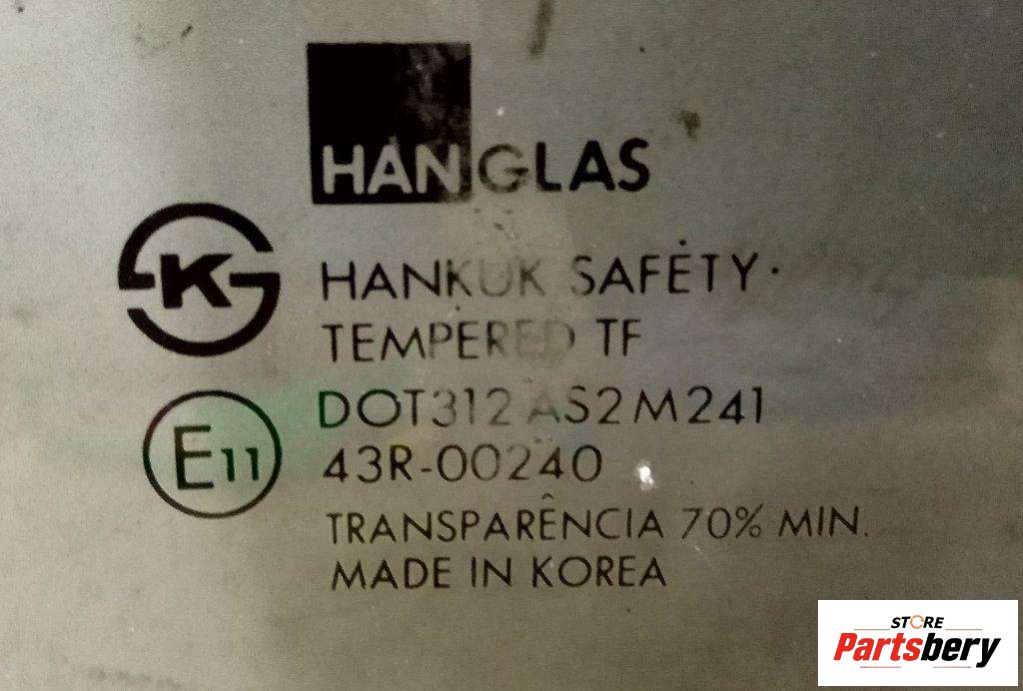 HANGLAS
K
HANKUK SAFETY·
TEMPERED TF
E11
DOT312 AS2 M241
43R-00240
TRANSPARÊNCIA 70% MIN.
MADE IN KOREA
STORE
Partsbery